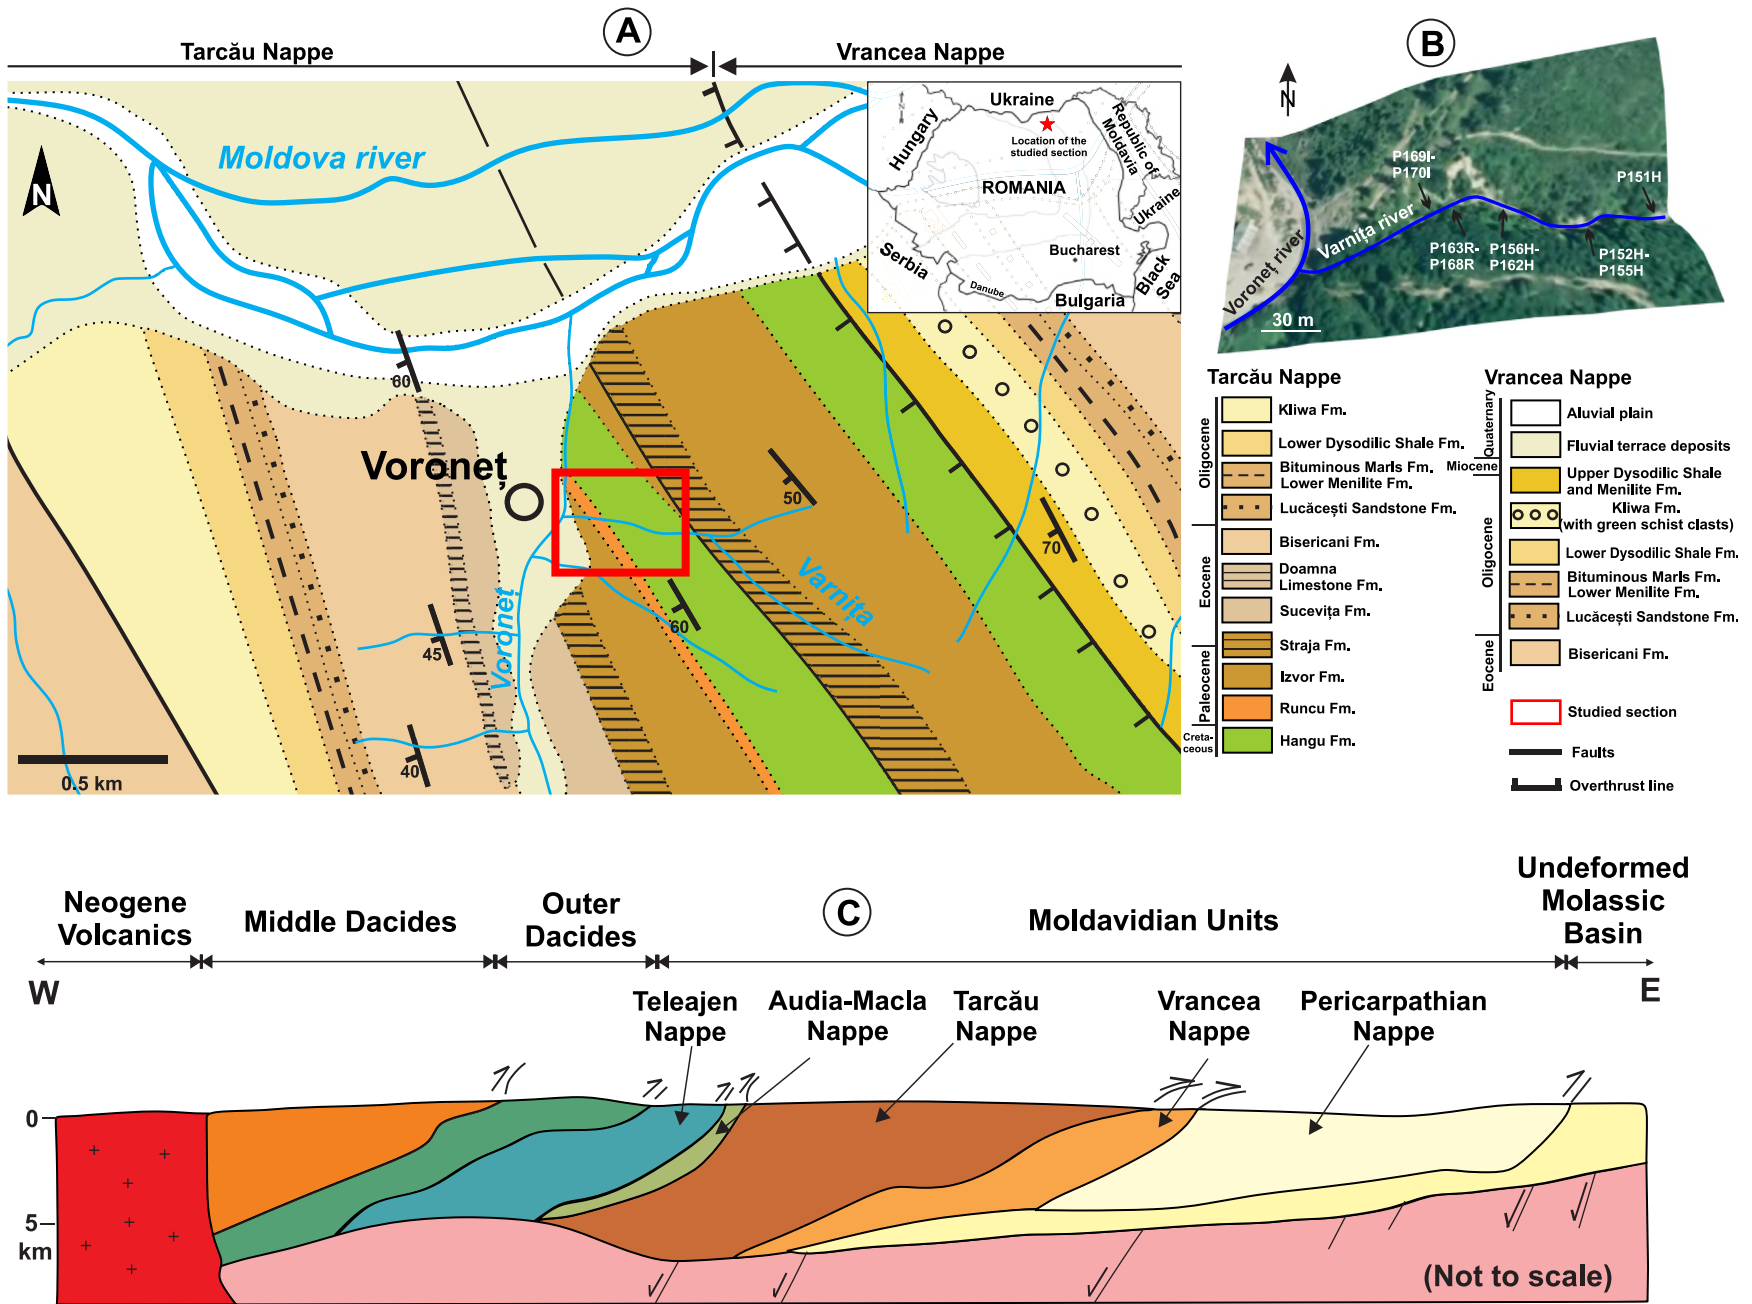 A
Tarcău Nappe
Vrancea Nappe
Moldova river
N
Voroneț
Voroneț
Varnița
80
45
40
50
60
70
0.5 km
N
Ukraine
Hungary
Republic of
Moldavia
Location of the
studied section
ROMANIA
Ukraine
Serbia
Bucharest
Danube
Bulgaria
Black
Sea
B
N
P169I-
P170I
P151H
Varnița river
Voroneț river
P163R-
P168R
P156H-
P162H
P152H-
P155H
30 m
Tarcău Nappe
Oligocene
Eocene
Paleocene
Creta-
ceous
Kliwa Fm.
Lower Dysodilic Shale Fm.
Bituminous Marls Fm.
Lower Menilite Fm.
Lucăcești Sandstone Fm.
Bisericani Fm.
Doamna
Limestone Fm.
Sucevița Fm.
Straja Fm.
Izvor Fm.
Runcu Fm.
Hangu Fm.
Vrancea Nappe
Quaternary
Miocene
Oligocene
Eocene
Aluvial plain
Fluvial terrace deposits
Upper Dysodilic Shale
and Menilite Fm.
Kliwa Fm.
(with green schist clasts)
Lower Dysodilic Shale Fm.
Bituminous Marls Fm.
Lower Menilite Fm.
Lucăcești Sandstone Fm.
Bisericani Fm.
Studied section
Faults
Overthrust line
C
Neogene
Volcanics
Middle Dacides
Outer
Dacides
Moldavidian Units
Undeformed
Molassic
Basin
W
E
Teleajen
Nappe
Audia-Macla
Nappe
Tarcău
Nappe
Vrancea
Nappe
Pericarpathian
Nappe
0
5
km
(Not to scale)